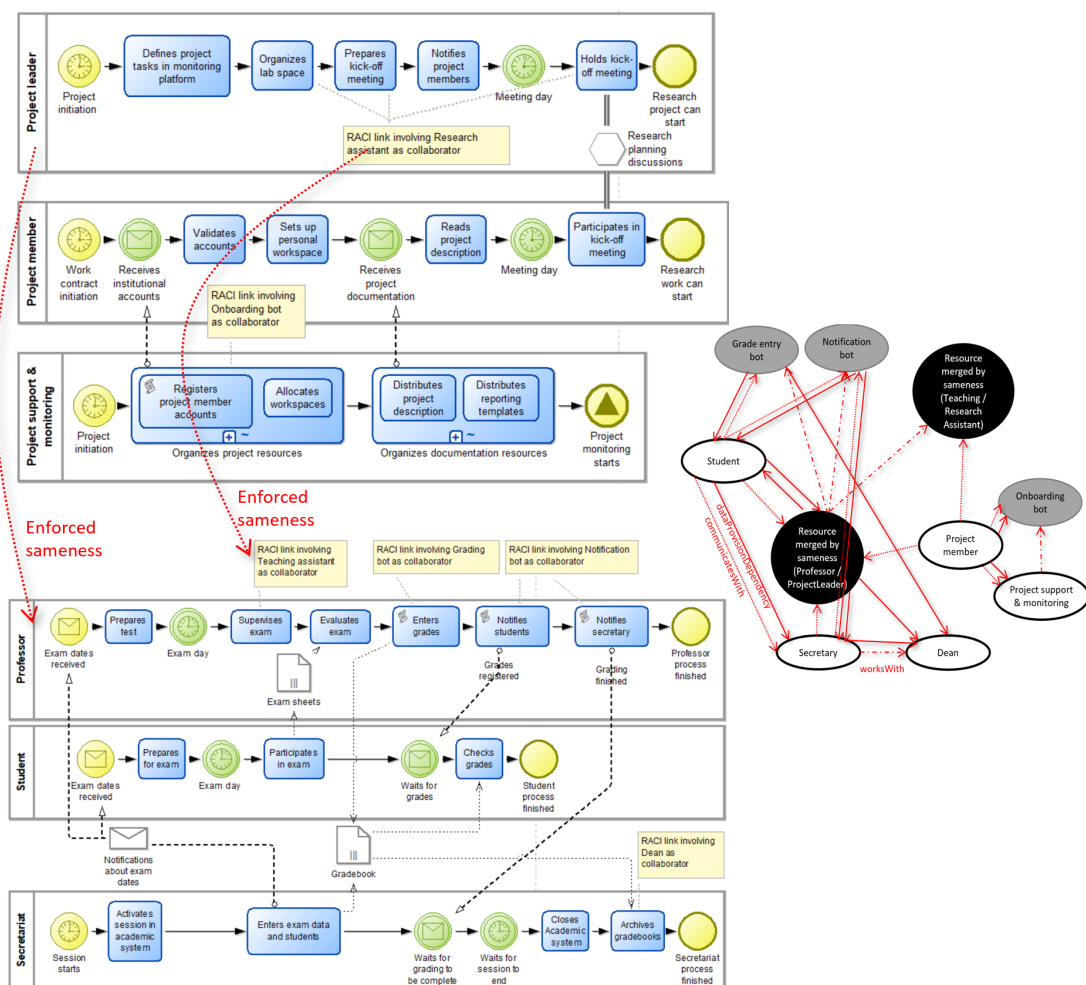 Project leader
Project
initiation
Defines project
tasks in monitoring
platform
Organizes
lab space
Prepares
kick-off
meeting
Notifies
project
members
Meeting day
Holds kick-
off meeting
Research
project can
start
RACI link involving Research
assistant as collaborator
Research
planning
discussions
Project member
Work
contract
initiation
Receives
institutional
accounts
Validates
accounts
Sets up
personal
workspace
Receives
project
documentation
Reads
project
description
Meeting day
Participates in
kick-off
meeting
Research
work can
start
RACI link involving
Onboarding bot
as collaborator
Project support &
monitoring
Project
initiation
Registers
project member
accounts
Allocates
workspaces
Organizes project resources
Distributes
project
description
Distributes
reporting
templates
Organizes documentation resources
Project
monitoring
starts
Enforced
sameness
Enforced
sameness
RACI link involving
Teaching assistant
as collaborator
RACI link involving Grading
bot as collaborator
RACI link involving Notification
bot as collaborator
Professor
Exam dates
received
Prepares
test
Exam day
Supervises
exam
Evaluates
exam
Enters
grades
Notifies
students
Notifies
secretary
Professor
process
finished
Grades
registered
Grading
finished
Exam sheets
Student
Exam dates
received
Prepares
for exam
Exam day
Participates
in exam
Waits for
grades
Checks
grades
Student
process
finished
Notifications
about exam
dates
Gradebook
RACI link involving
Dean as
collaborator
Secretariat
Session
starts
Activates
session in
academic
system
Enters exam data
and students
Waits for
grading to
be complete
Waits for
session to
end
Closes
Academic
system
Archives
gradebooks
Secretariat
process
finished
Grade entry
bot
Notification
bot
Resource
merged by
sameness
(Teaching /
Research
Assistant)
Student
Onboarding
bot
Project
member
Resource
merged by
sameness
(Professor /
ProjectLeader)
Project support
& monitoring
dataProvisionDependency
communicatesWith
Secretary
worksWith
Dean